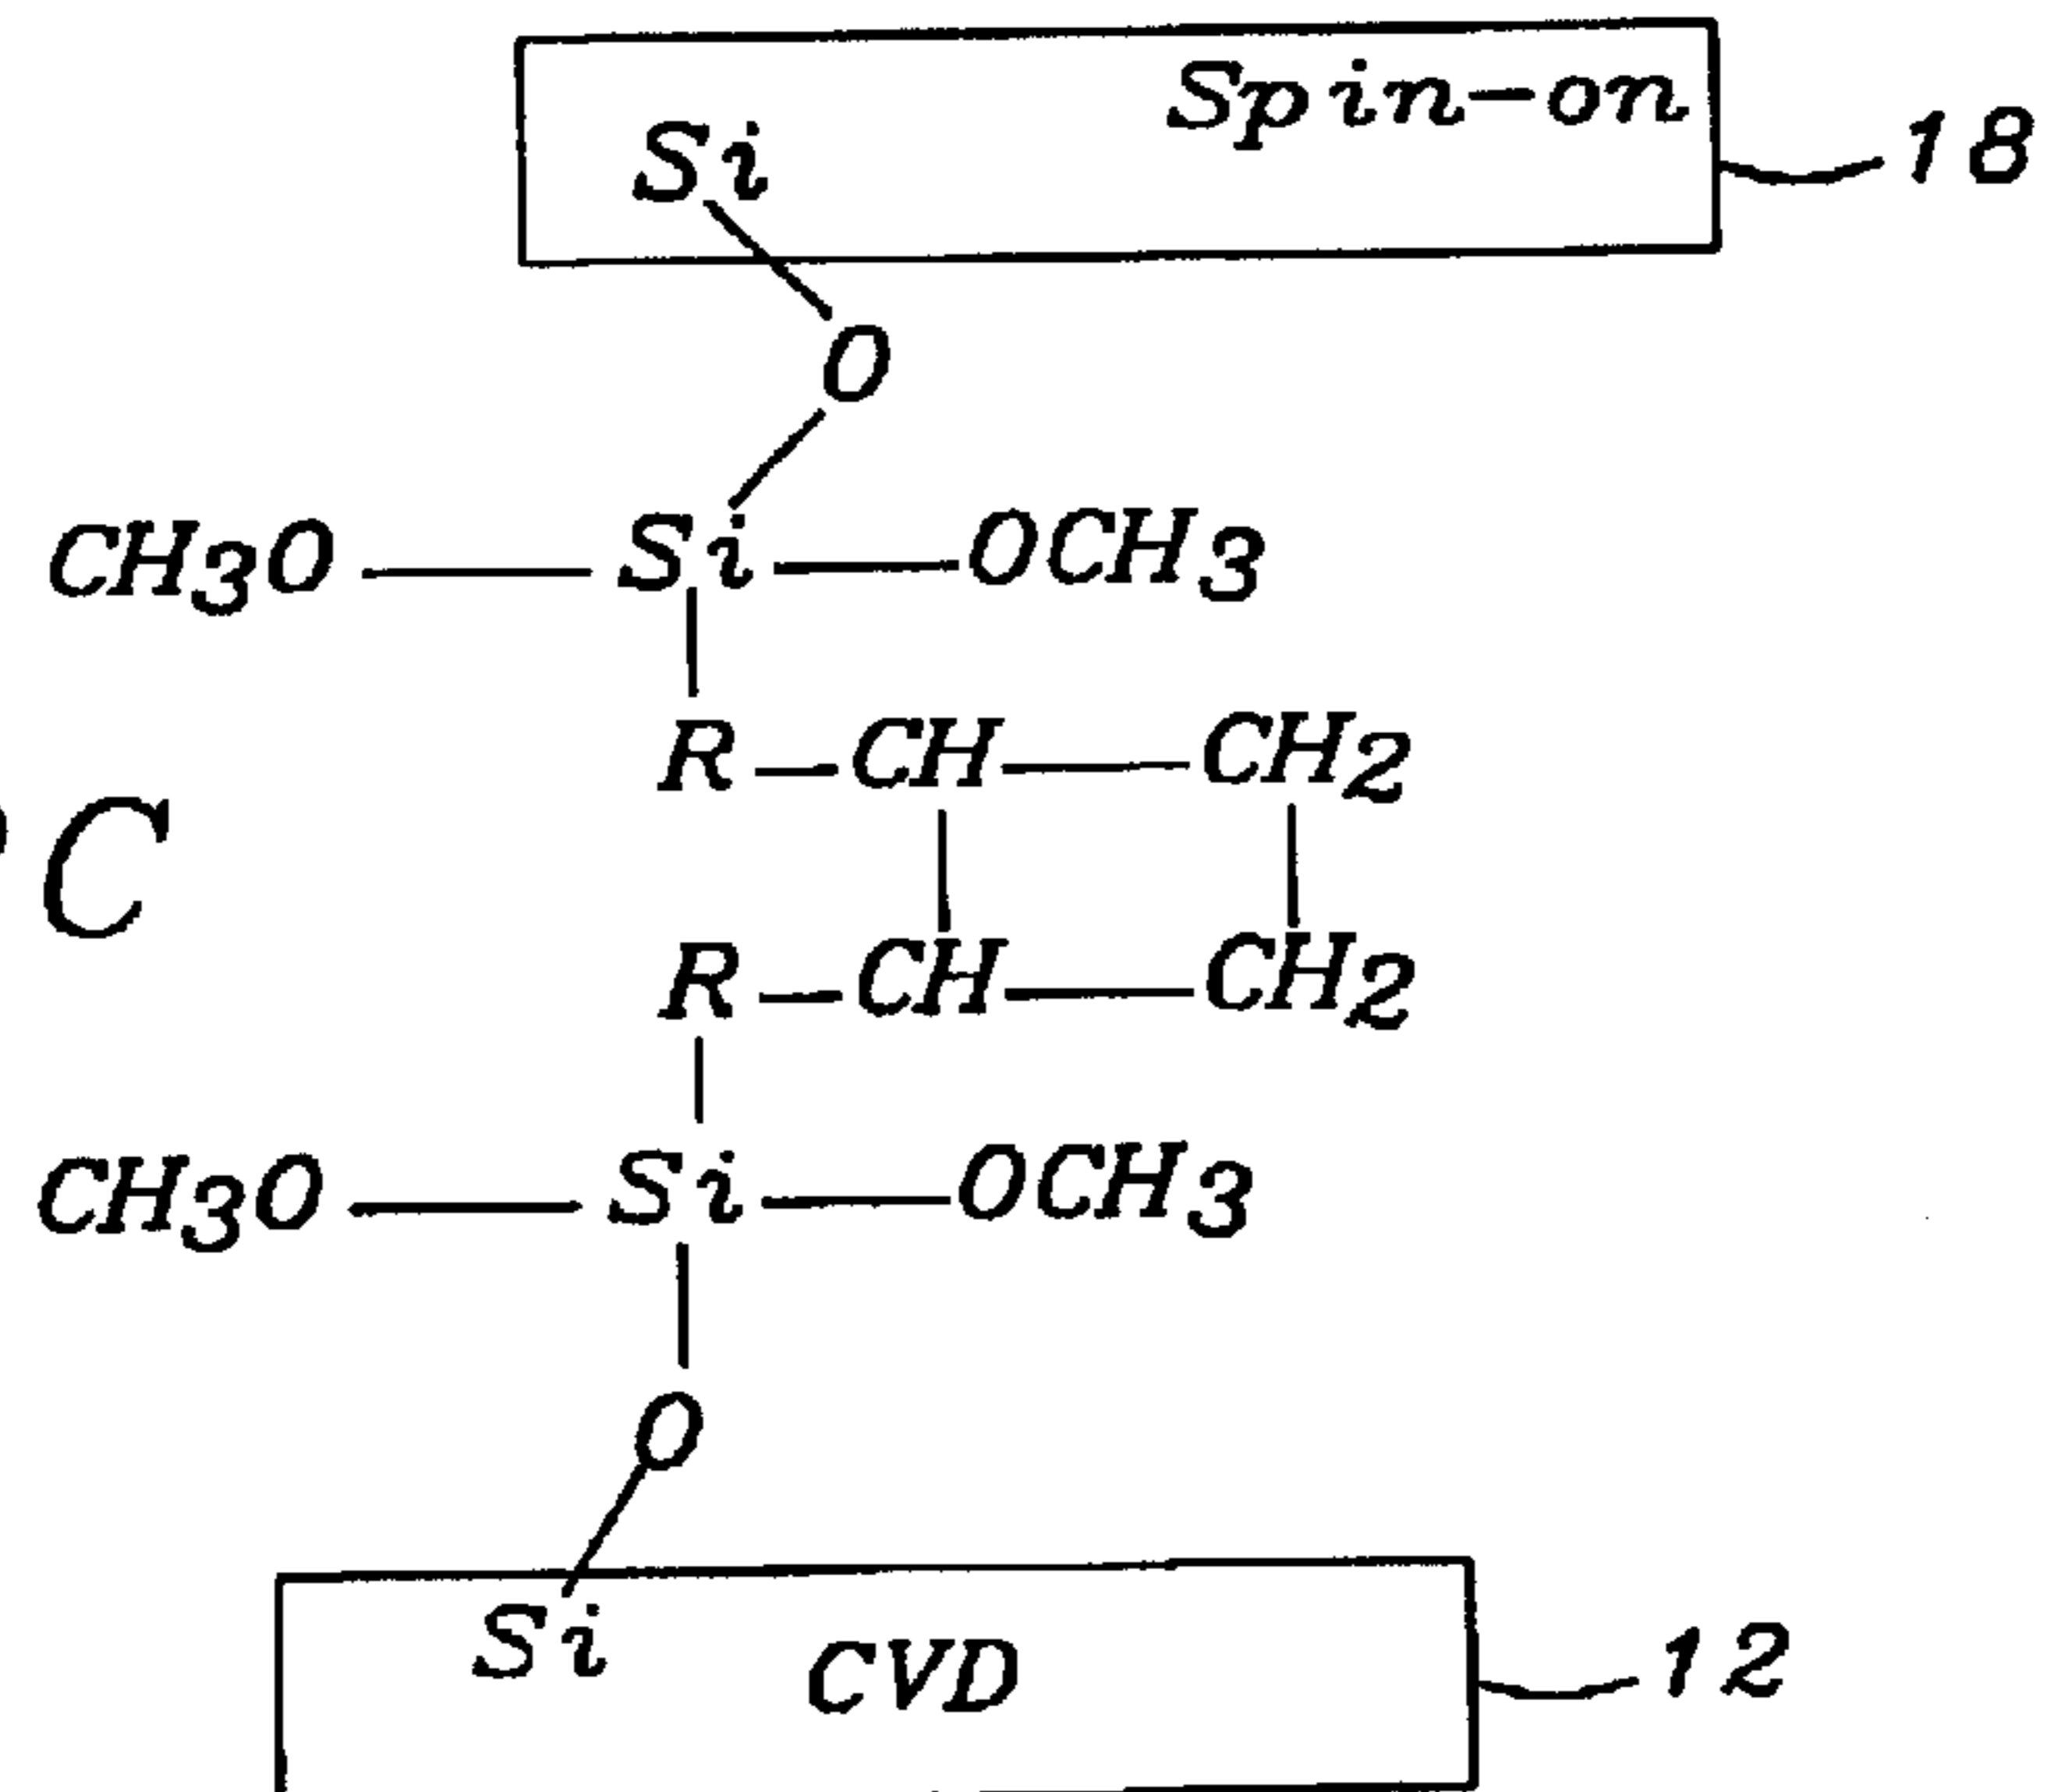 Spin-on
Si
18
O
CH3O Si OCH3
R CH CH2
C
R CH CH2
CH3O Si OCH3
O
Si CVD 12